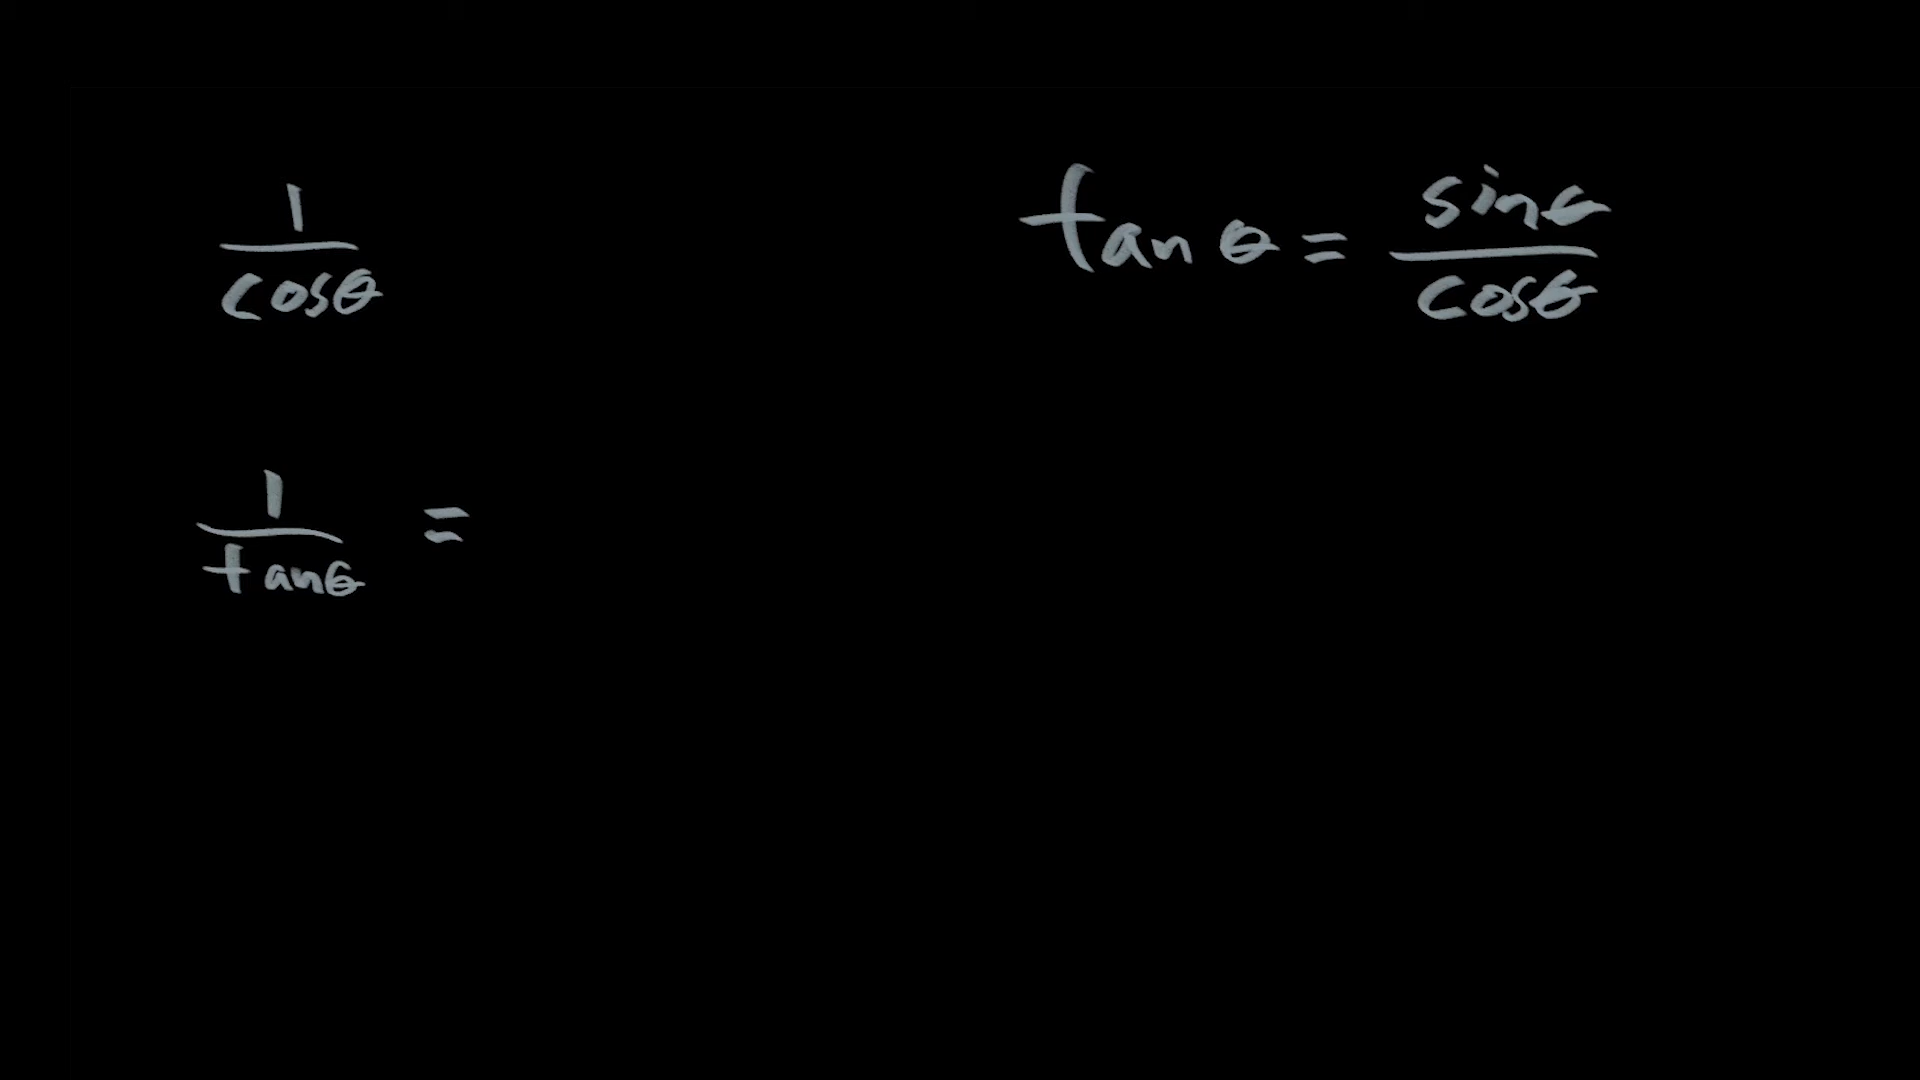 1/cosθ
tan θ = sinθ/cosθ
1/tanθ =